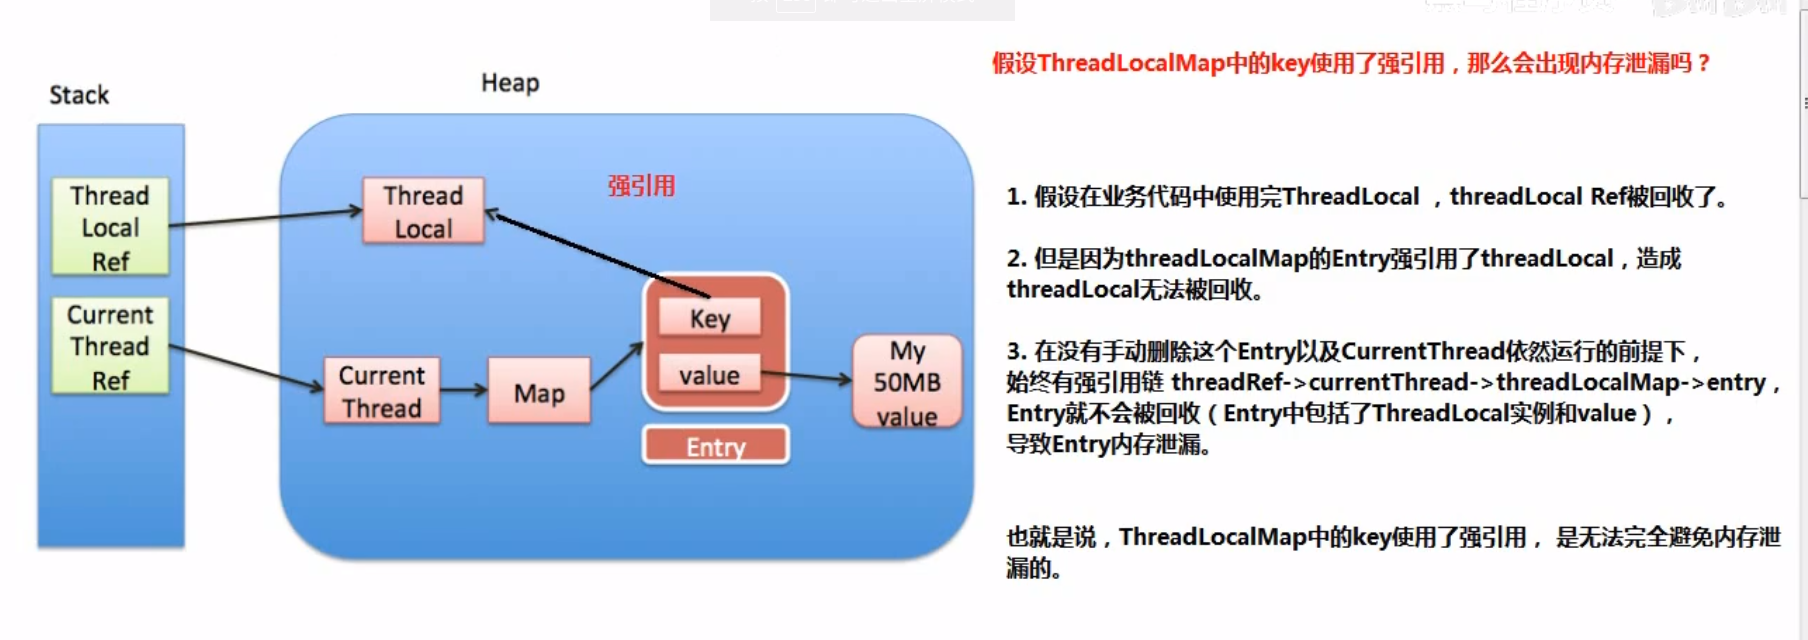 假设ThreadLocalMap中的key使用了强引用，那么会出现内存泄漏吗？
Stack
Heap
Thread
Local
Ref
Current
Thread
Ref
Thread
Local
强引用
Current
Thread
Map
Key
value
Entry
My
50MB
value
1. 假设在业务代码中使用完ThreadLocal ，threadLocal Ref被回收了。
2. 但是因为threadLocalMap的Entry强引用了threadLocal，造成
threadLocal无法被回收。
3. 在没有手动删除这个Entry以及CurrentThread依然运行的前提下，
始终有强引用链 threadRef->currentThread->threadLocalMap->entry，
Entry就不会被回收（Entry中包括了ThreadLocal实例和value），
导致Entry内存泄漏。
也就是说，ThreadLocalMap中的key使用了强引用， 是无法完全避免内存泄
漏的。